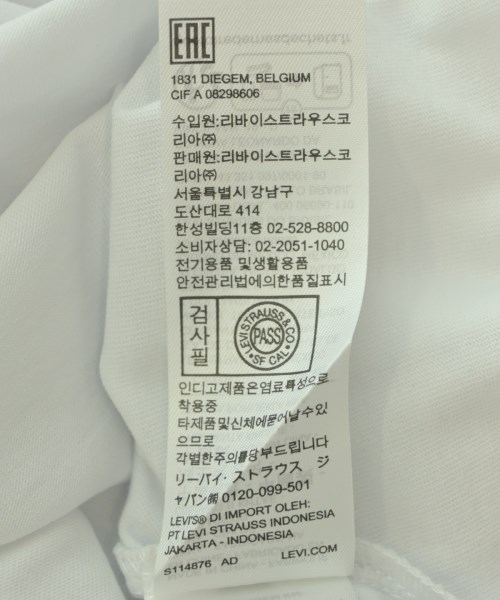 EAC
1831 DIEGEM, BELGIUM
CIF A 08298606
수입원:리바이스트라우스코
리아㈜
판매원:리바이스트라우스코
리아㈜
서울특별시 강남구
도산대로 414
한성빌딩11층 02-528-8800
소비자상담: 02-2051-1040
전기용품 및생활용품
안전관리법에의한품질표시
검사필
LEVI STRAUSS & CO
PASS
SF CAL
인디고제품은염료특성으로
착용중
타제품및신체에묻어날수있
으므로
각별한주의를당부드립니다
リーバイ・ストラウス ジ
ャパン㈱ 0120-099-501
LEVI'S® DI IMPORT OLEH:
PT LEVI STRAUSS INDONESIA
JAKARTA - INDONESIA
S114876 AD LEVI.COM